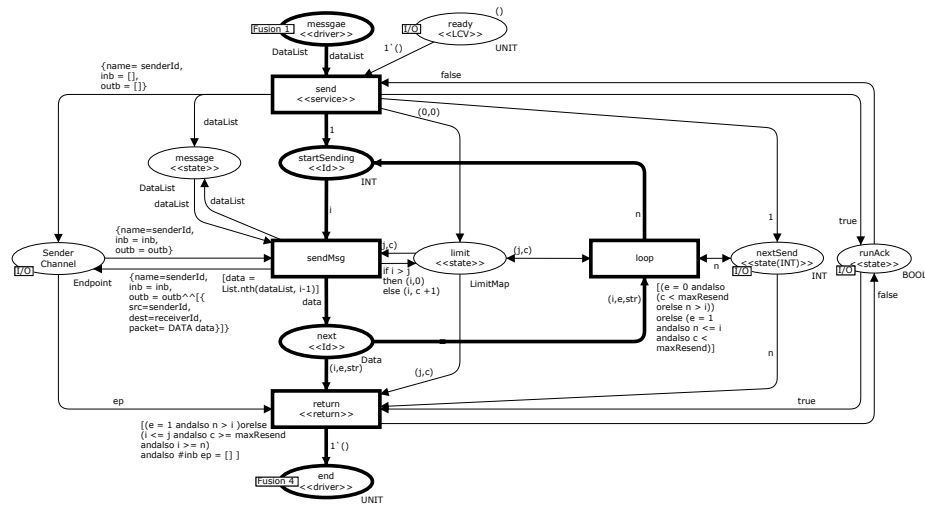 messgae
<<driver>>
Fusion 1
DataList
dataList
ready
<<LCV>>
I/O
()
UNIT
1`()
{name= senderId,
inb = [],
outb = []}
send
<<service>>
false
dataList
(0,0)
1
message
<<state>>
DataList
dataList
dataList
startSending
<<Id>>
INT
i
n
1
true
{name=senderId,
inb = inb,
outb = outb}
Sender
Channel
I/O
Endpoint
sendMsg
j,c)
limit
<<state>>
LimitMap
(j,c)
loop
n
nextSend
<<state(INT)>>
I/O
INT
runAck
<<state>>
I/O
BOOL
{name=senderId,
inb = inb,
outb = outb^^[{
src=senderId,
dest=receiverId,
packet= DATA data}]}
[data =
List.nth(dataList, i-1)]
data
if i > j
then (i,0)
else (i, c +1)
(i,e,str)
[(e = 0 andalso
(c < maxResend
orelse n > i))
orelse (e = 1
andalso n <= i
andalso c <
maxResend)]
false
next
<<Id>>
Data
(i,e,str)
(j,c)
n
ep
return
<<return>>
true
[(e = 1 andalso n > i )orelse
(i <= j andalso c >= maxResend
andalso i >= n)
andalso #inb ep = [] ]
1`()
end
<<driver>>
Fusion 4
UNIT